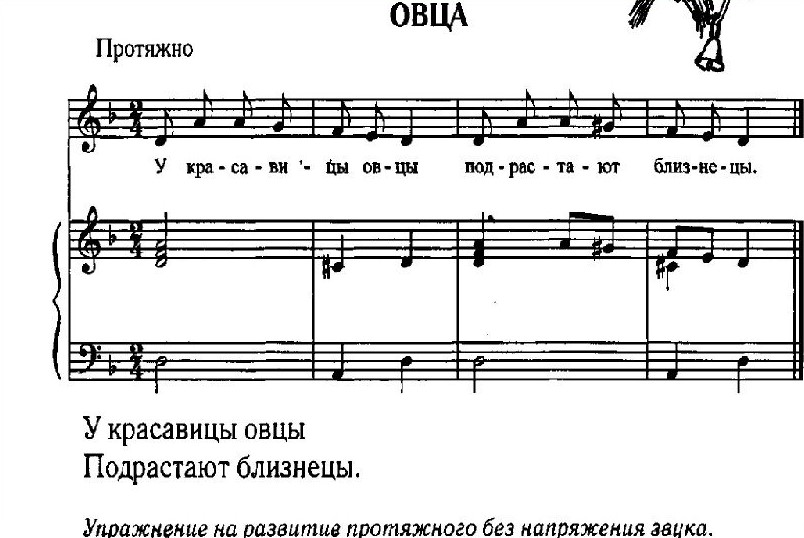 ОВЦА
Протяжно
У кра - са - ви - цы ов - цы под - рас - та - ют близ - не - цы.
У красавицы овцы
Подрастают близнецы.
Упражнение на развитие протяжного без напряжения звука.